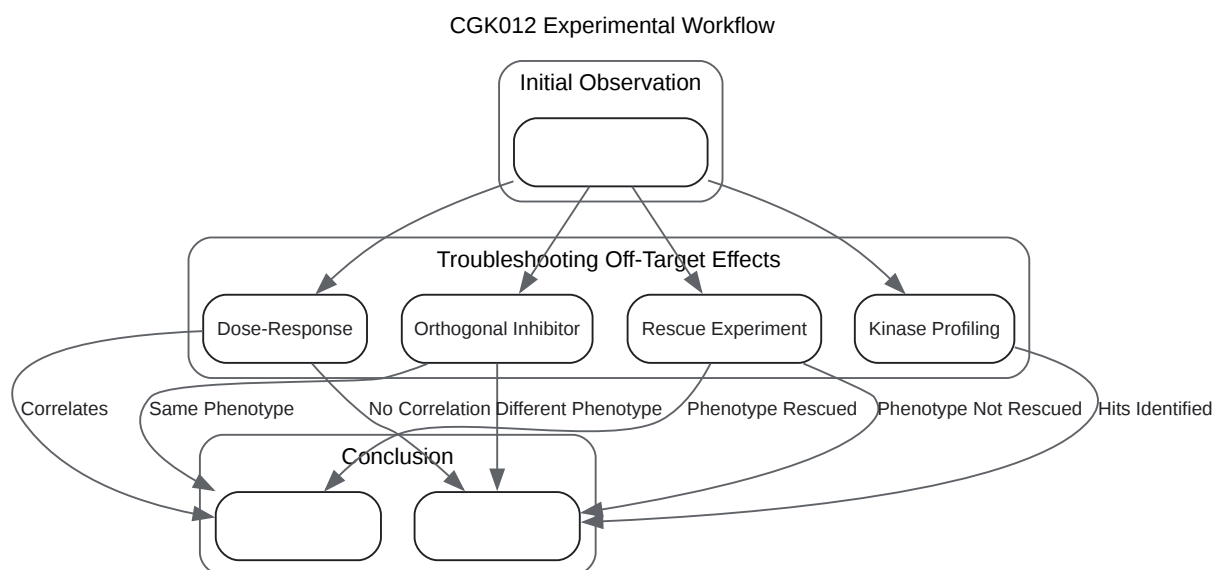 CGK012 Experimental Workflow
Initial Observation
Troubleshooting Off-Target Effects
Dose-Response
Orthogonal Inhibitor
Rescue Experiment
Kinase Profiling
Correlates
Same Phenotype
No Correlation
Different Phenotype
Phenotype Rescued
Phenotype Not Rescued
Hits Identified
Conclusion